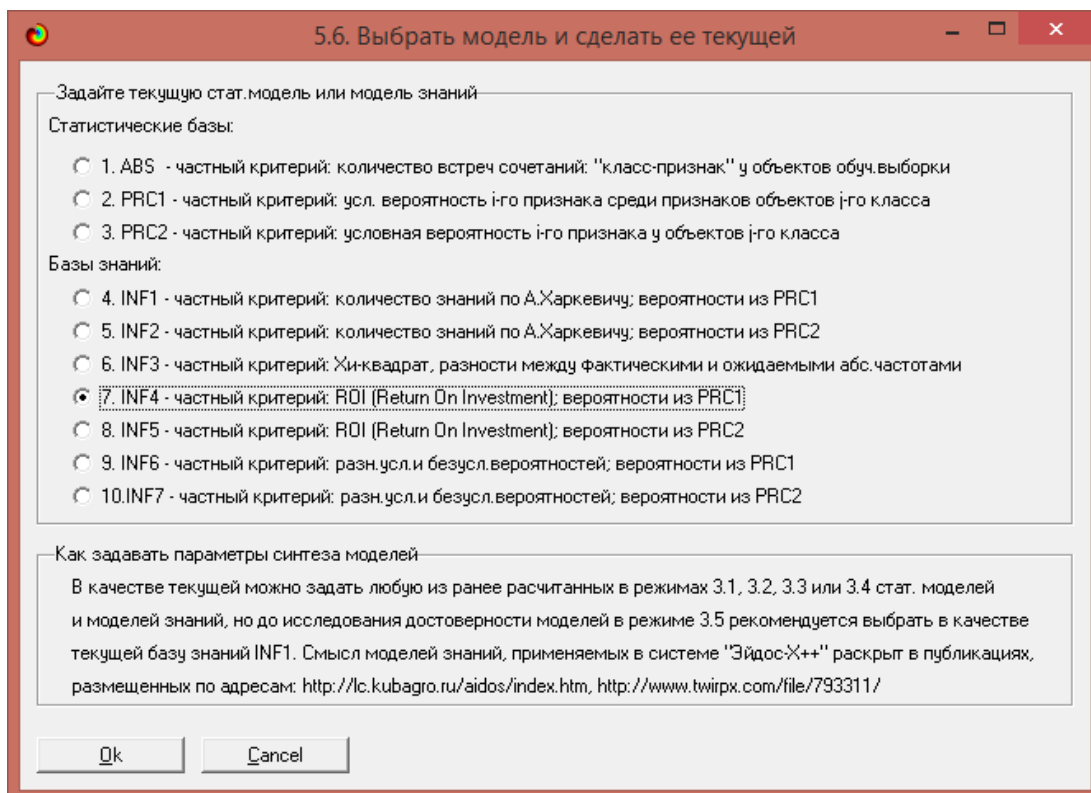 5.6. Выбрать модель и сделать ее текущей
Задайте текущую стат.модель или модель знаний
Статистические базы:
1. ABS - частный критерий: количество встреч сочетаний: "класс-признак" у объектов обуч.выборки
2. PRC1 - частный критерий: усл. вероятность i-го признака среди признаков объектов j-го класса
3. PRC2 - частный критерий: условная вероятность i-го признака у объектов j-го класса
Базы знаний:
4. INF1 - частный критерий: количество знаний по А.Харкевичу; вероятности из PRC1
5. INF2 - частный критерий: количество знаний по А.Харкевичу; вероятности из PRC2
6. INF3 - частный критерий: Хи-квадрат, разности между фактическими и ожидаемыми абс.частотами
7. INF4 - частный критерий: ROI (Return On Investment); вероятности из PRC1
8. INF5 - частный критерий: ROI (Return On Investment); вероятности из PRC2
9. INF6 - частный критерий: разн.усл.и безусл.вероятностей; вероятности из PRC1
10.INF7 - частный критерий: разн.усл.и безусл.вероятностей; вероятности из PRC2
Как задавать параметры синтеза моделей
В качестве текущей можно задать любую из ранее расчитанных в режимах 3.1, 3.2, 3.3 или 3.4 стат. моделей
и моделей знаний, но до исследования достоверности моделей в режиме 3.5 рекомендуется выбрать в качестве
текущей базу знаний INF1. Смысл моделей знаний, применяемых в системе "Эйдос-Х++" раскрыт в публикациях,
размещенных по адресам: http://lc.kubagro.ru/aidos/index.htm, http://www.twirpx.com/file/793311/
Ok
Cancel